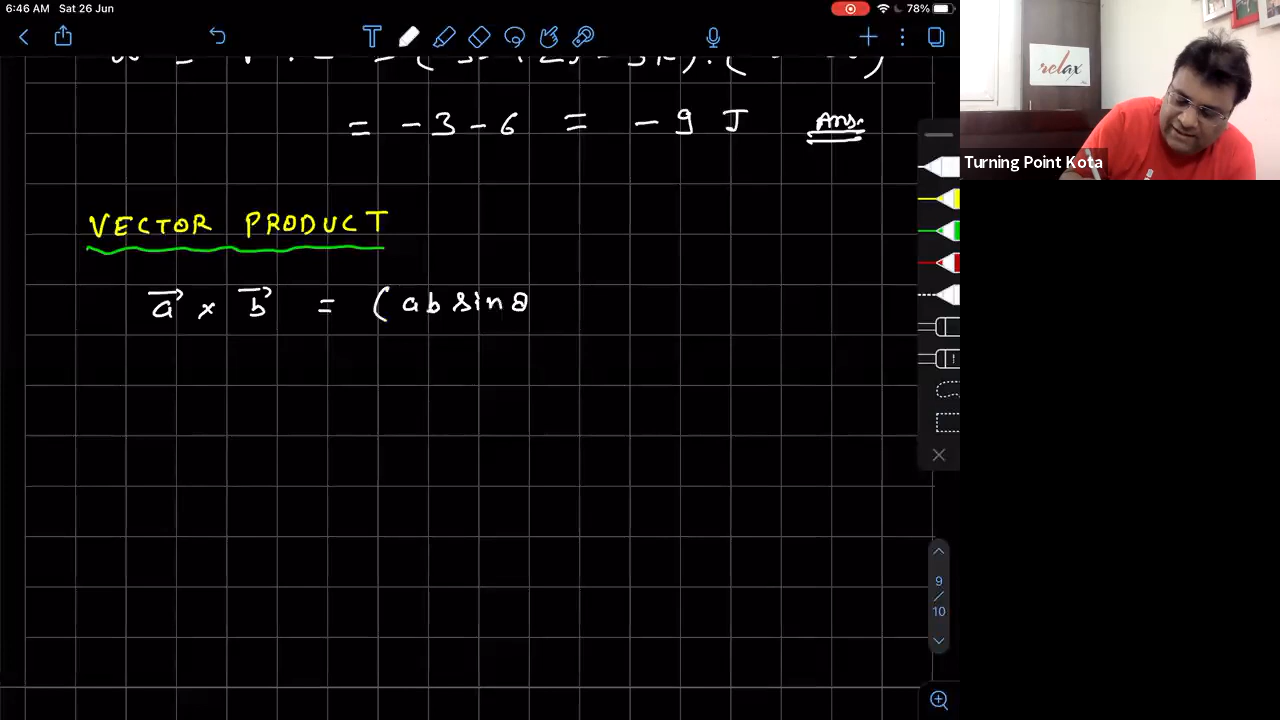 6:46 AM Sat 26 Jun
78%
= -3 - 6 = -9 J Ans.
VECTOR PRODUCT
a⃗ × b⃗ = (ab sin θ
relax
Turning Point Kota
9
/
10